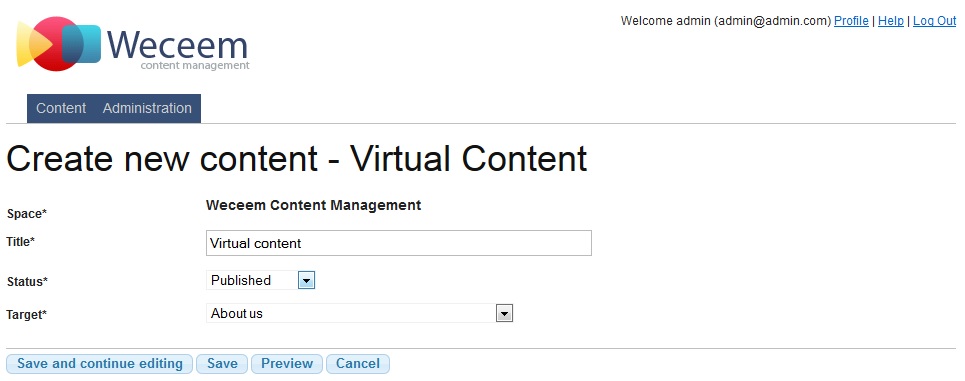 Welcome admin (admin@admin.com) Profile | Help | Log Out
Weceem
content management
Content Administration
Create new content - Virtual Content
Space* Weceem Content Management
Title* Virtual content
Status* Published
Target* About us
Save and continue editing Save Preview Cancel